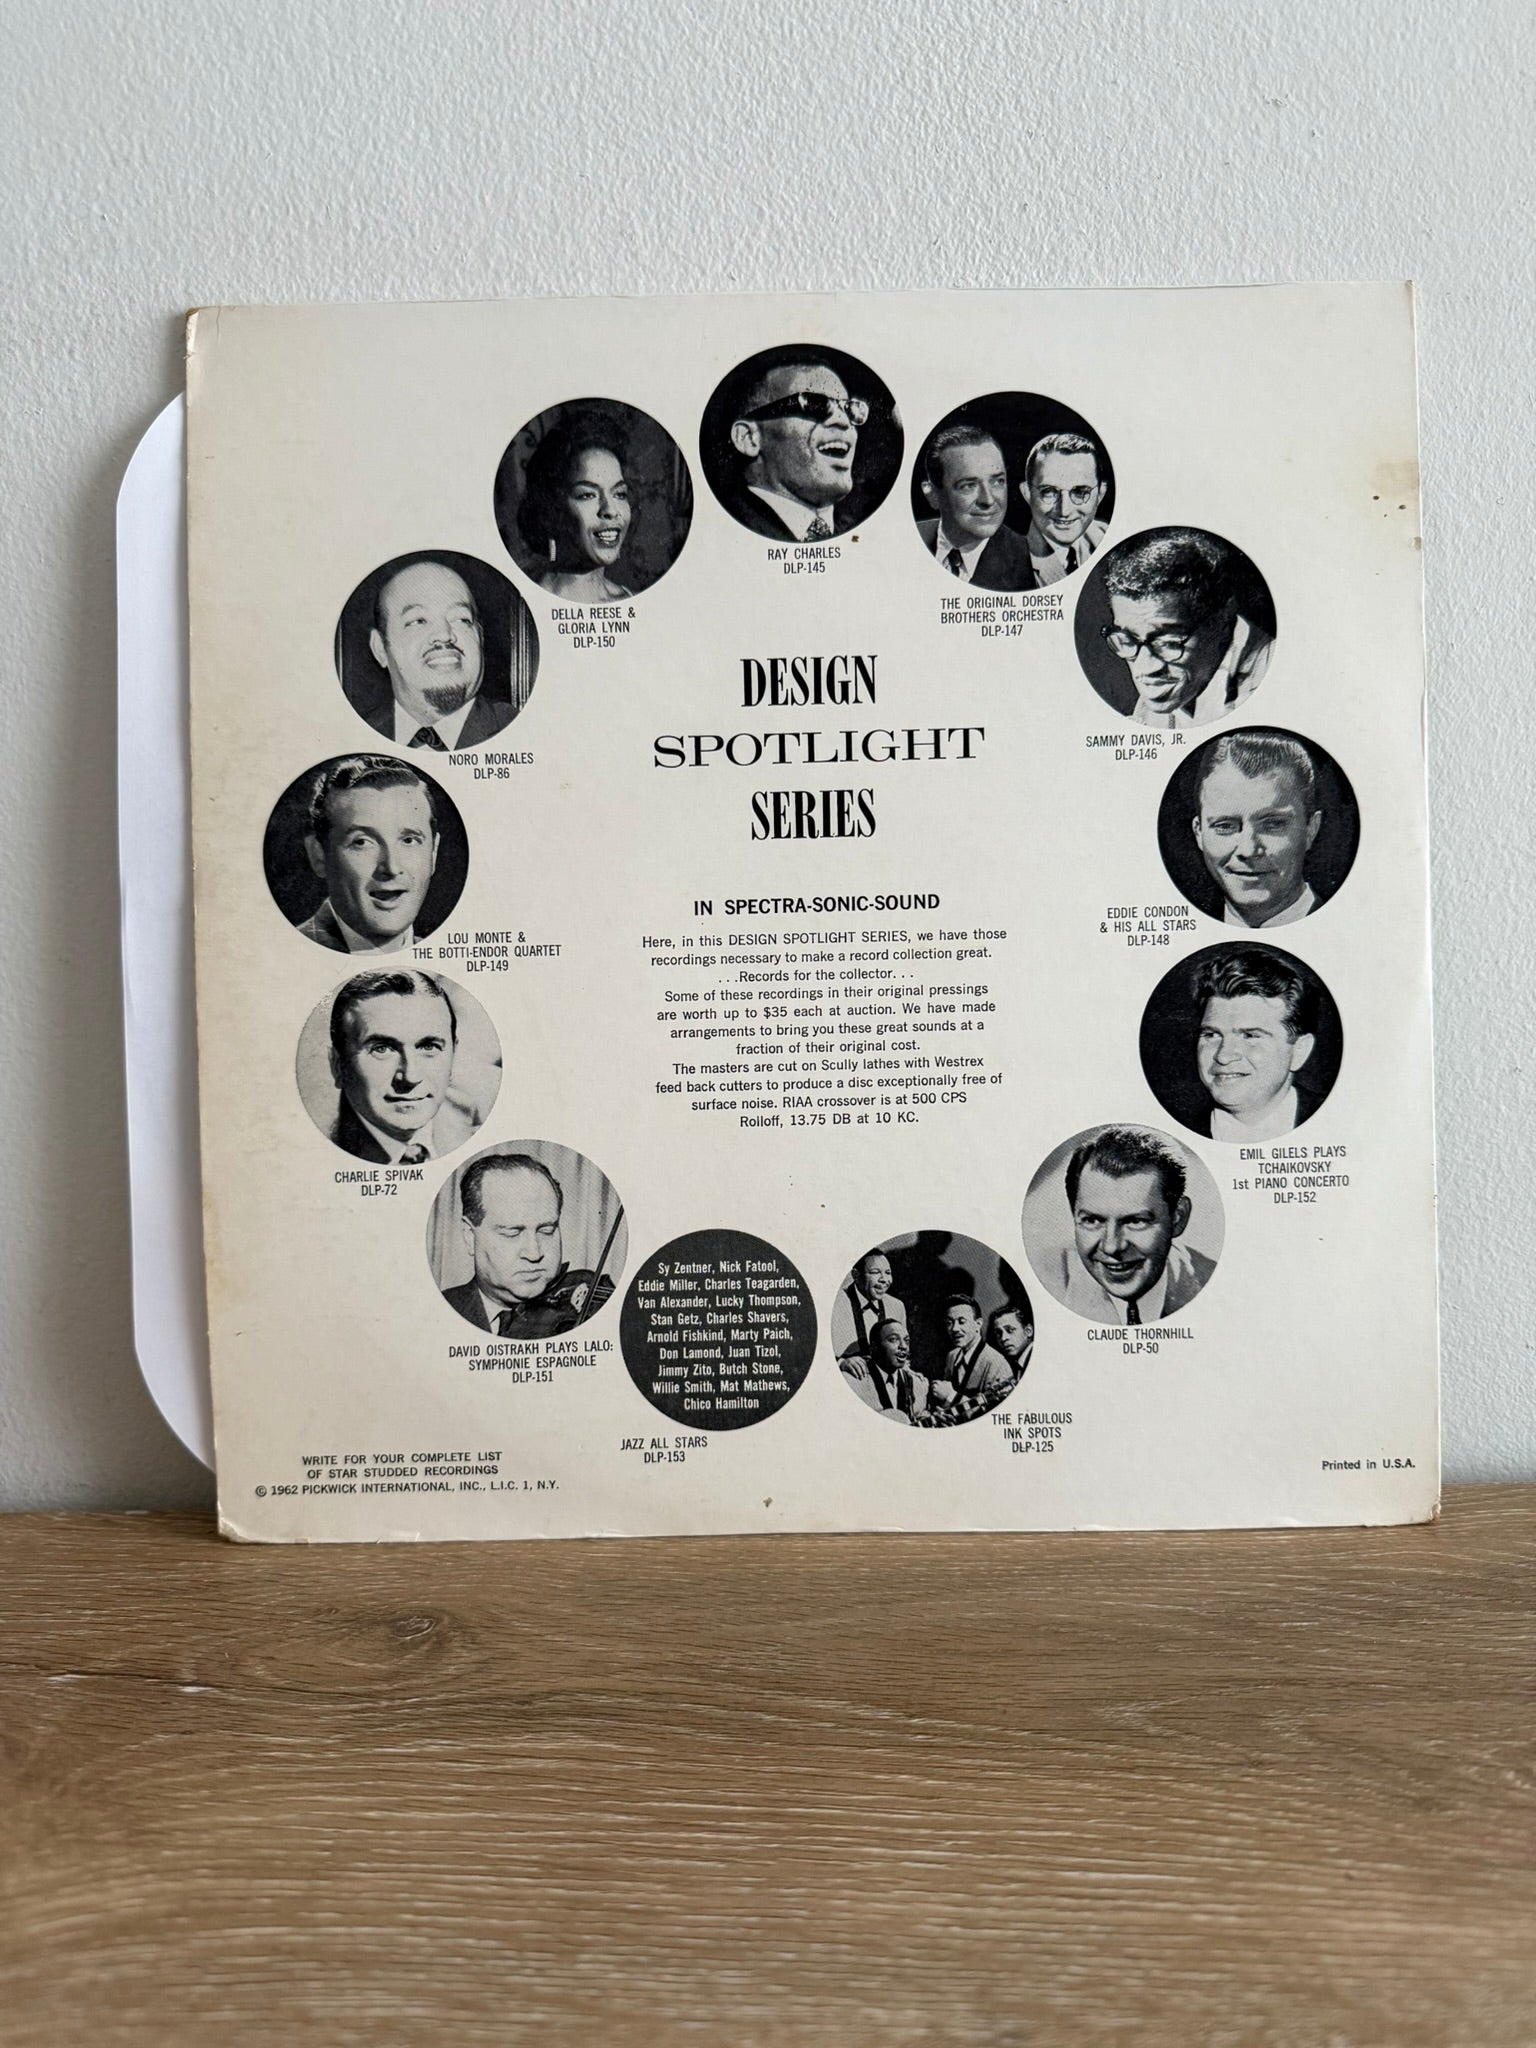 RAY CHARLES
DLP-145
DELLA REESE &
GLORIA LYNN
DLP-150
THE ORIGINAL DORSEY
BROTHERS ORCHESTRA
DLP-147
NORO MORALES
DLP-86
SAMMY DAVIS, JR.
DLP-146
DESIGN
SPOTLIGHT
SERIES
LOU MONTE &
THE BOTTI-ENDOR QUARTET
DLP-149
EDDIE CONDON
& HIS ALL STARS
DLP-148
IN SPECTRA-SONIC-SOUND
Here, in this DESIGN SPOTLIGHT SERIES, we have those
recordings necessary to make a record collection great.
. . .Records for the collector. . .
Some of these recordings in their original pressings
are worth up to $35 each at auction. We have made
arrangements to bring you these great sounds at a
fraction of their original cost.
The masters are cut on Scully lathes with Westrex
feed back cutters to produce a disc exceptionally free of
surface noise. RIAA crossover is at 500 CPS
Rolloff, 13.75 DB at 10 KC.
CHARLIE SPIVAK
DLP-72
EMIL GILELS PLAYS
TCHAIKOVSKY
1st PIANO CONCERTO
DLP-152
DAVID OISTRAKH PLAYS LALO:
SYMPHONIE ESPAGNOLE
DLP-151
CLAUDE THORNHILL
DLP-50
Sy Zentner, Nick Fatool,
Eddie Miller, Charles Teagarden,
Van Alexander, Lucky Thompson,
Stan Getz, Charles Shavers,
Arnold Fishkind, Marty Paich,
Don Lamond, Juan Tizol,
Jimmy Zito, Butch Stone,
Willie Smith, Mat Mathews,
Chico Hamilton
JAZZ ALL STARS
DLP-153
THE FABULOUS
INK SPOTS
DLP-125
WRITE FOR YOUR COMPLETE LIST
OF STAR STUDDED RECORDINGS
© 1962 PICKWICK INTERNATIONAL, INC., L.I.C. 1, N.Y.
Printed in U.S.A.